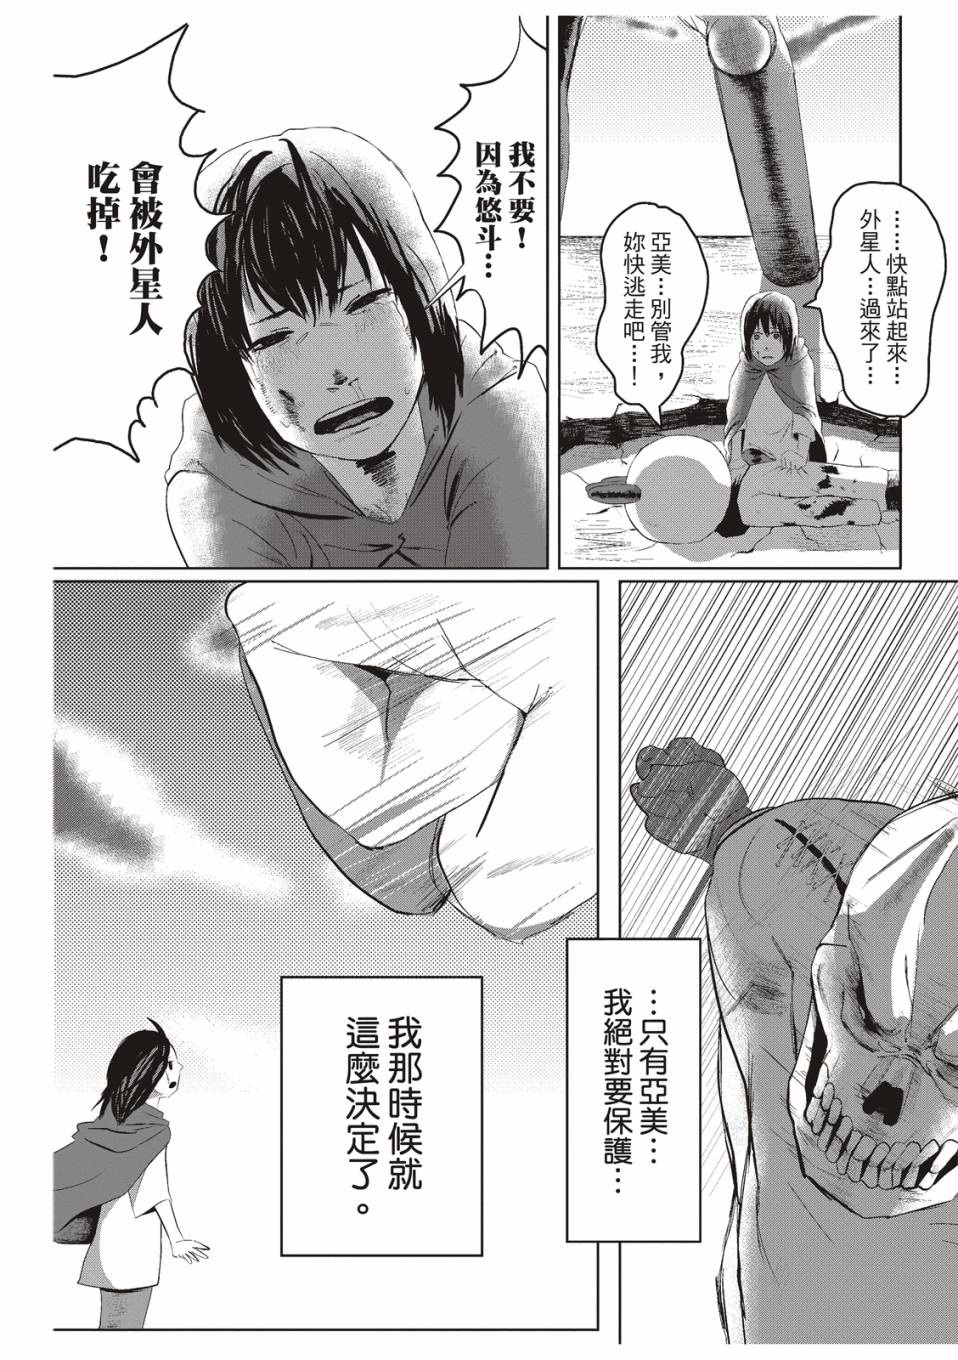 ……快點站起來…
外星人…過來了…
亞美…別管我，
妳快逃走吧…！
我不要！
因為悠斗…
會被外星人
吃掉！
…只有亞美…
我絕對要保護…
我那時候就
這麼決定了。